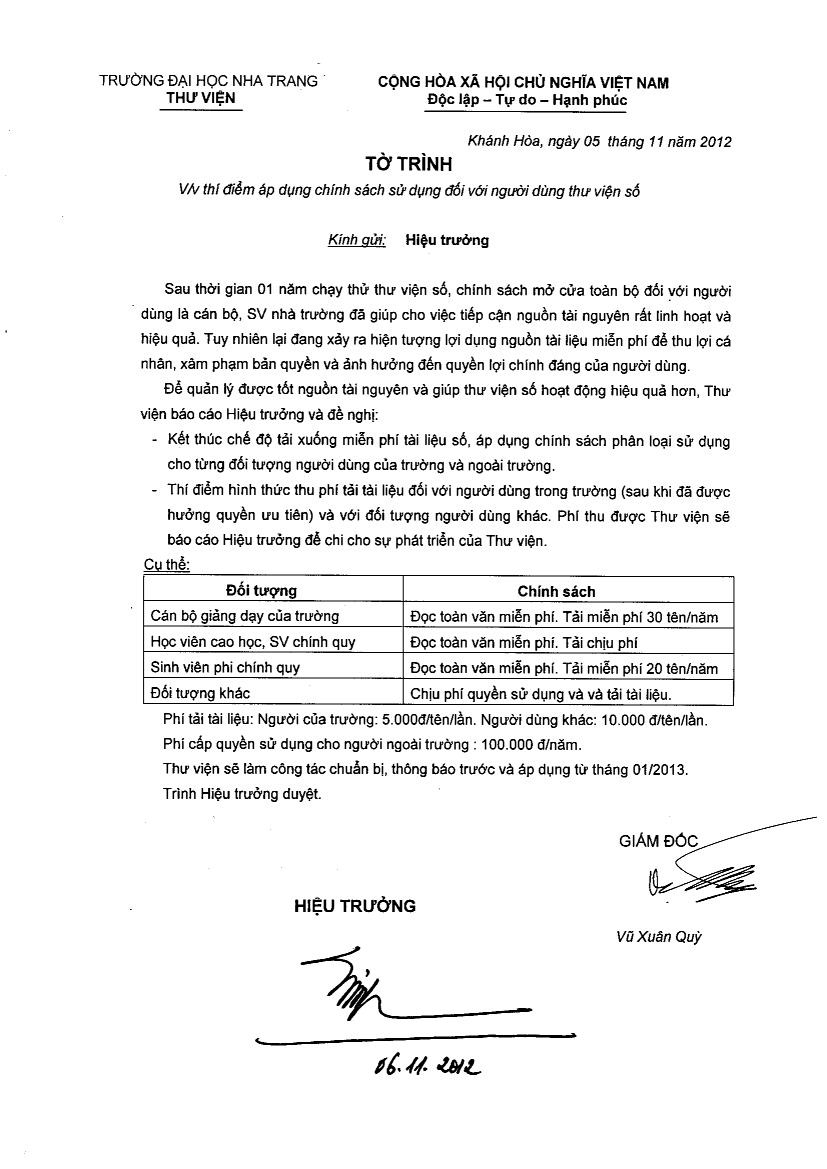 TRƯỜNG ĐẠI HỌC NHA TRANG
THƯ VIỆN
CỘNG HÒA XÃ HỘI CHỦ NGHĨA VIỆT NAM
Độc lập – Tự do – Hạnh phúc
Khánh Hòa, ngày 05 tháng 11 năm 2012
TỜ TRÌNH
V/v thí điểm áp dụng chính sách sử dụng đối với người dùng thư viện số
Kính gửi: Hiệu trưởng
Sau thời gian 01 năm chạy thử thư viện số, chính sách mở cửa toàn bộ đối với người
dùng là cán bộ, SV nhà trường đã giúp cho việc tiếp cận nguồn tài nguyên rất linh hoạt và
hiệu quả. Tuy nhiên lại đang xảy ra hiện tượng lợi dụng nguồn tài liệu miễn phí để thu lợi cá
nhân, xâm phạm bản quyền và ảnh hưởng đến quyền lợi chính đáng của người dùng.
Để quản lý được tốt nguồn tài nguyên và giúp thư viện số hoạt động hiệu quả hơn, Thư
viện báo cáo Hiệu trưởng và đề nghị:
- Kết thúc chế độ tải xuống miễn phí tài liệu số, áp dụng chính sách phân loại sử dụng
cho từng đối tượng người dùng của trường và ngoài trường.
- Thí điểm hình thức thu phí tải tài liệu đối với người dùng trong trường (sau khi đã được
hưởng quyền ưu tiên) và với đối tượng người dùng khác. Phí thu được Thư viện sẽ
báo cáo Hiệu trưởng để chi cho sự phát triển của Thư viện.
Cụ thể:
Đối tượng Chính sách
Cán bộ giảng dạy của trường Đọc toàn văn miễn phí. Tải miễn phí 30 tên/năm
Học viên cao học, SV chính quy Đọc toàn văn miễn phí. Tải chịu phí
Sinh viên phi chính quy Đọc toàn văn miễn phí. Tải miễn phí 20 tên/năm
Đối tượng khác Chịu phí quyền sử dụng và và tải tài liệu.
Phí tải tài liệu: Người của trường: 5.000đ/tên/lần. Người dùng khác: 10.000 đ/tên/lần.
Phí cấp quyền sử dụng cho người ngoài trường : 100.000 đ/năm.
Thư viện sẽ làm công tác chuẩn bị, thông báo trước và áp dụng từ tháng 01/2013.
Trình Hiệu trưởng duyệt.
GIÁM ĐỐC
HIỆU TRƯỞNG
Vũ Xuân Quỳ
06.11.2012